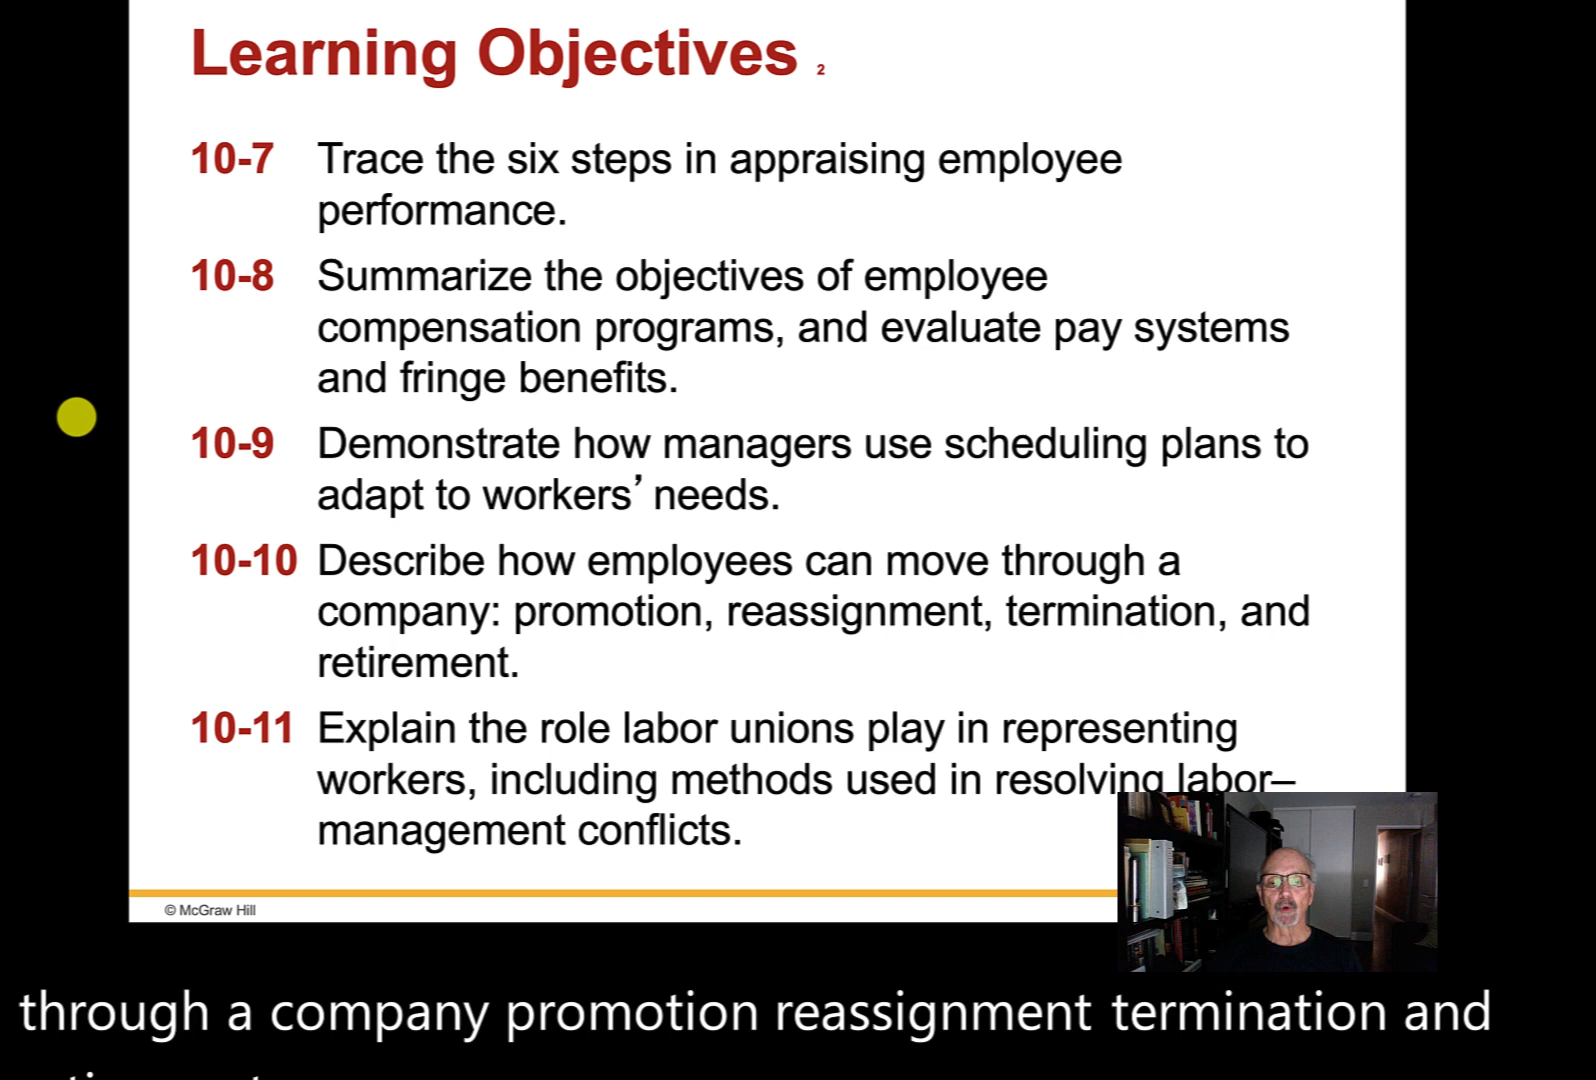 Learning Objectives 2
10-7 Trace the six steps in appraising employee
performance.
10-8 Summarize the objectives of employee
compensation programs, and evaluate pay systems
and fringe benefits.
10-9 Demonstrate how managers use scheduling plans to
adapt to workers’ needs.
10-10 Describe how employees can move through a
company: promotion, reassignment, termination, and
retirement.
10-11 Explain the role labor unions play in representing
workers, including methods used in resolving labor–
management conflicts.
© McGraw Hill
through a company promotion reassignment termination and